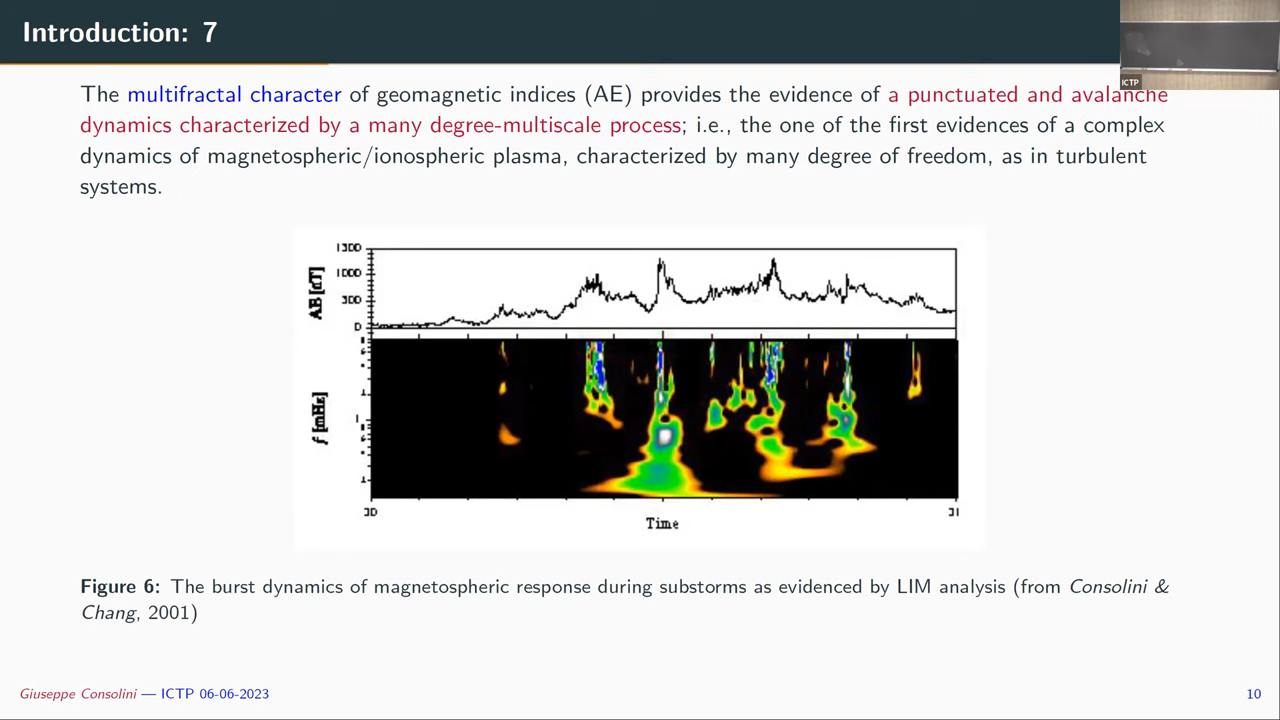 Introduction: 7
ICTP
The multifractal character of geomagnetic indices (AE) provides the evidence of a punctuated and avalanche
dynamics characterized by a many degree-multiscale process; i.e., the one of the first evidences of a complex
dynamics of magnetospheric/ionospheric plasma, characterized by many degree of freedom, as in turbulent
systems.
1000
0
f [mHz]
30
31
Time
Figure 6: The burst dynamics of magnetospheric response during substorms as evidenced by LIM analysis (from Consolini &
Chang, 2001)
Giuseppe Consolini — ICTP 06-06-2023
10